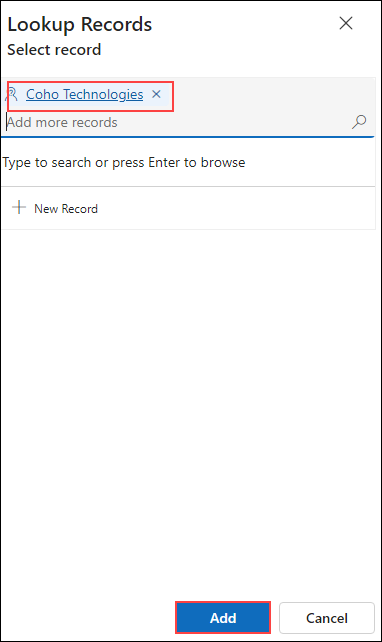 Lookup Records
Select record
Coho Technologies
Add more records
Type to search or press Enter to browse
New Record
Add Cancel